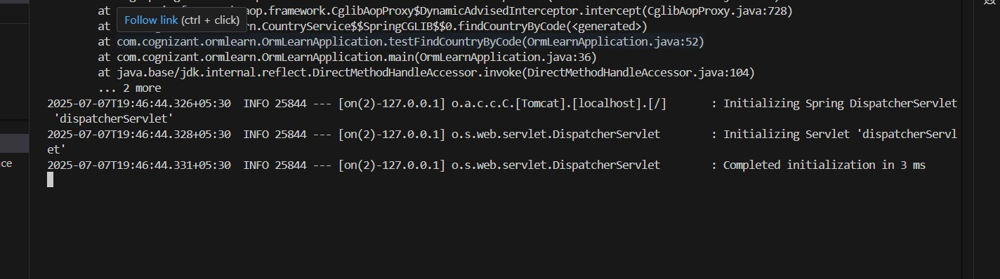 aop.framework.CglibAopProxy$DynamicAdvisedInterceptor.intercept(CglibAopProxy.java:728)
at
Follow link (ctrl + click)
at
n.CountryService$$SpringCGLIB$$0.findCountryByCode(<generated>)
at com.cognizant.ormlearn.OrmLearnApplication.testFindCountryByCode(OrmLearnApplication.java:52)
at com.cognizant.ormlearn.OrmLearnApplication.main(OrmLearnApplication.java:36)
at java.base/jdk.internal.reflect.DirectMethodHandleAccessor.invoke(DirectMethodHandleAccessor.java:104)
... 2 more
2025-07-07T19:46:44.326+05:30  INFO 25844 --- [on(2)-127.0.0.1] o.a.c.c.C.[Tomcat].[localhost].[/]       : Initializing Spring DispatcherServlet
'dispatcherServlet'
2025-07-07T19:46:44.328+05:30  INFO 25844 --- [on(2)-127.0.0.1] o.s.web.servlet.DispatcherServlet        : Initializing Servlet 'dispatcherServl
et'
ce
2025-07-07T19:46:44.331+05:30  INFO 25844 --- [on(2)-127.0.0.1] o.s.web.servlet.DispatcherServlet        : Completed initialization in 3 ms